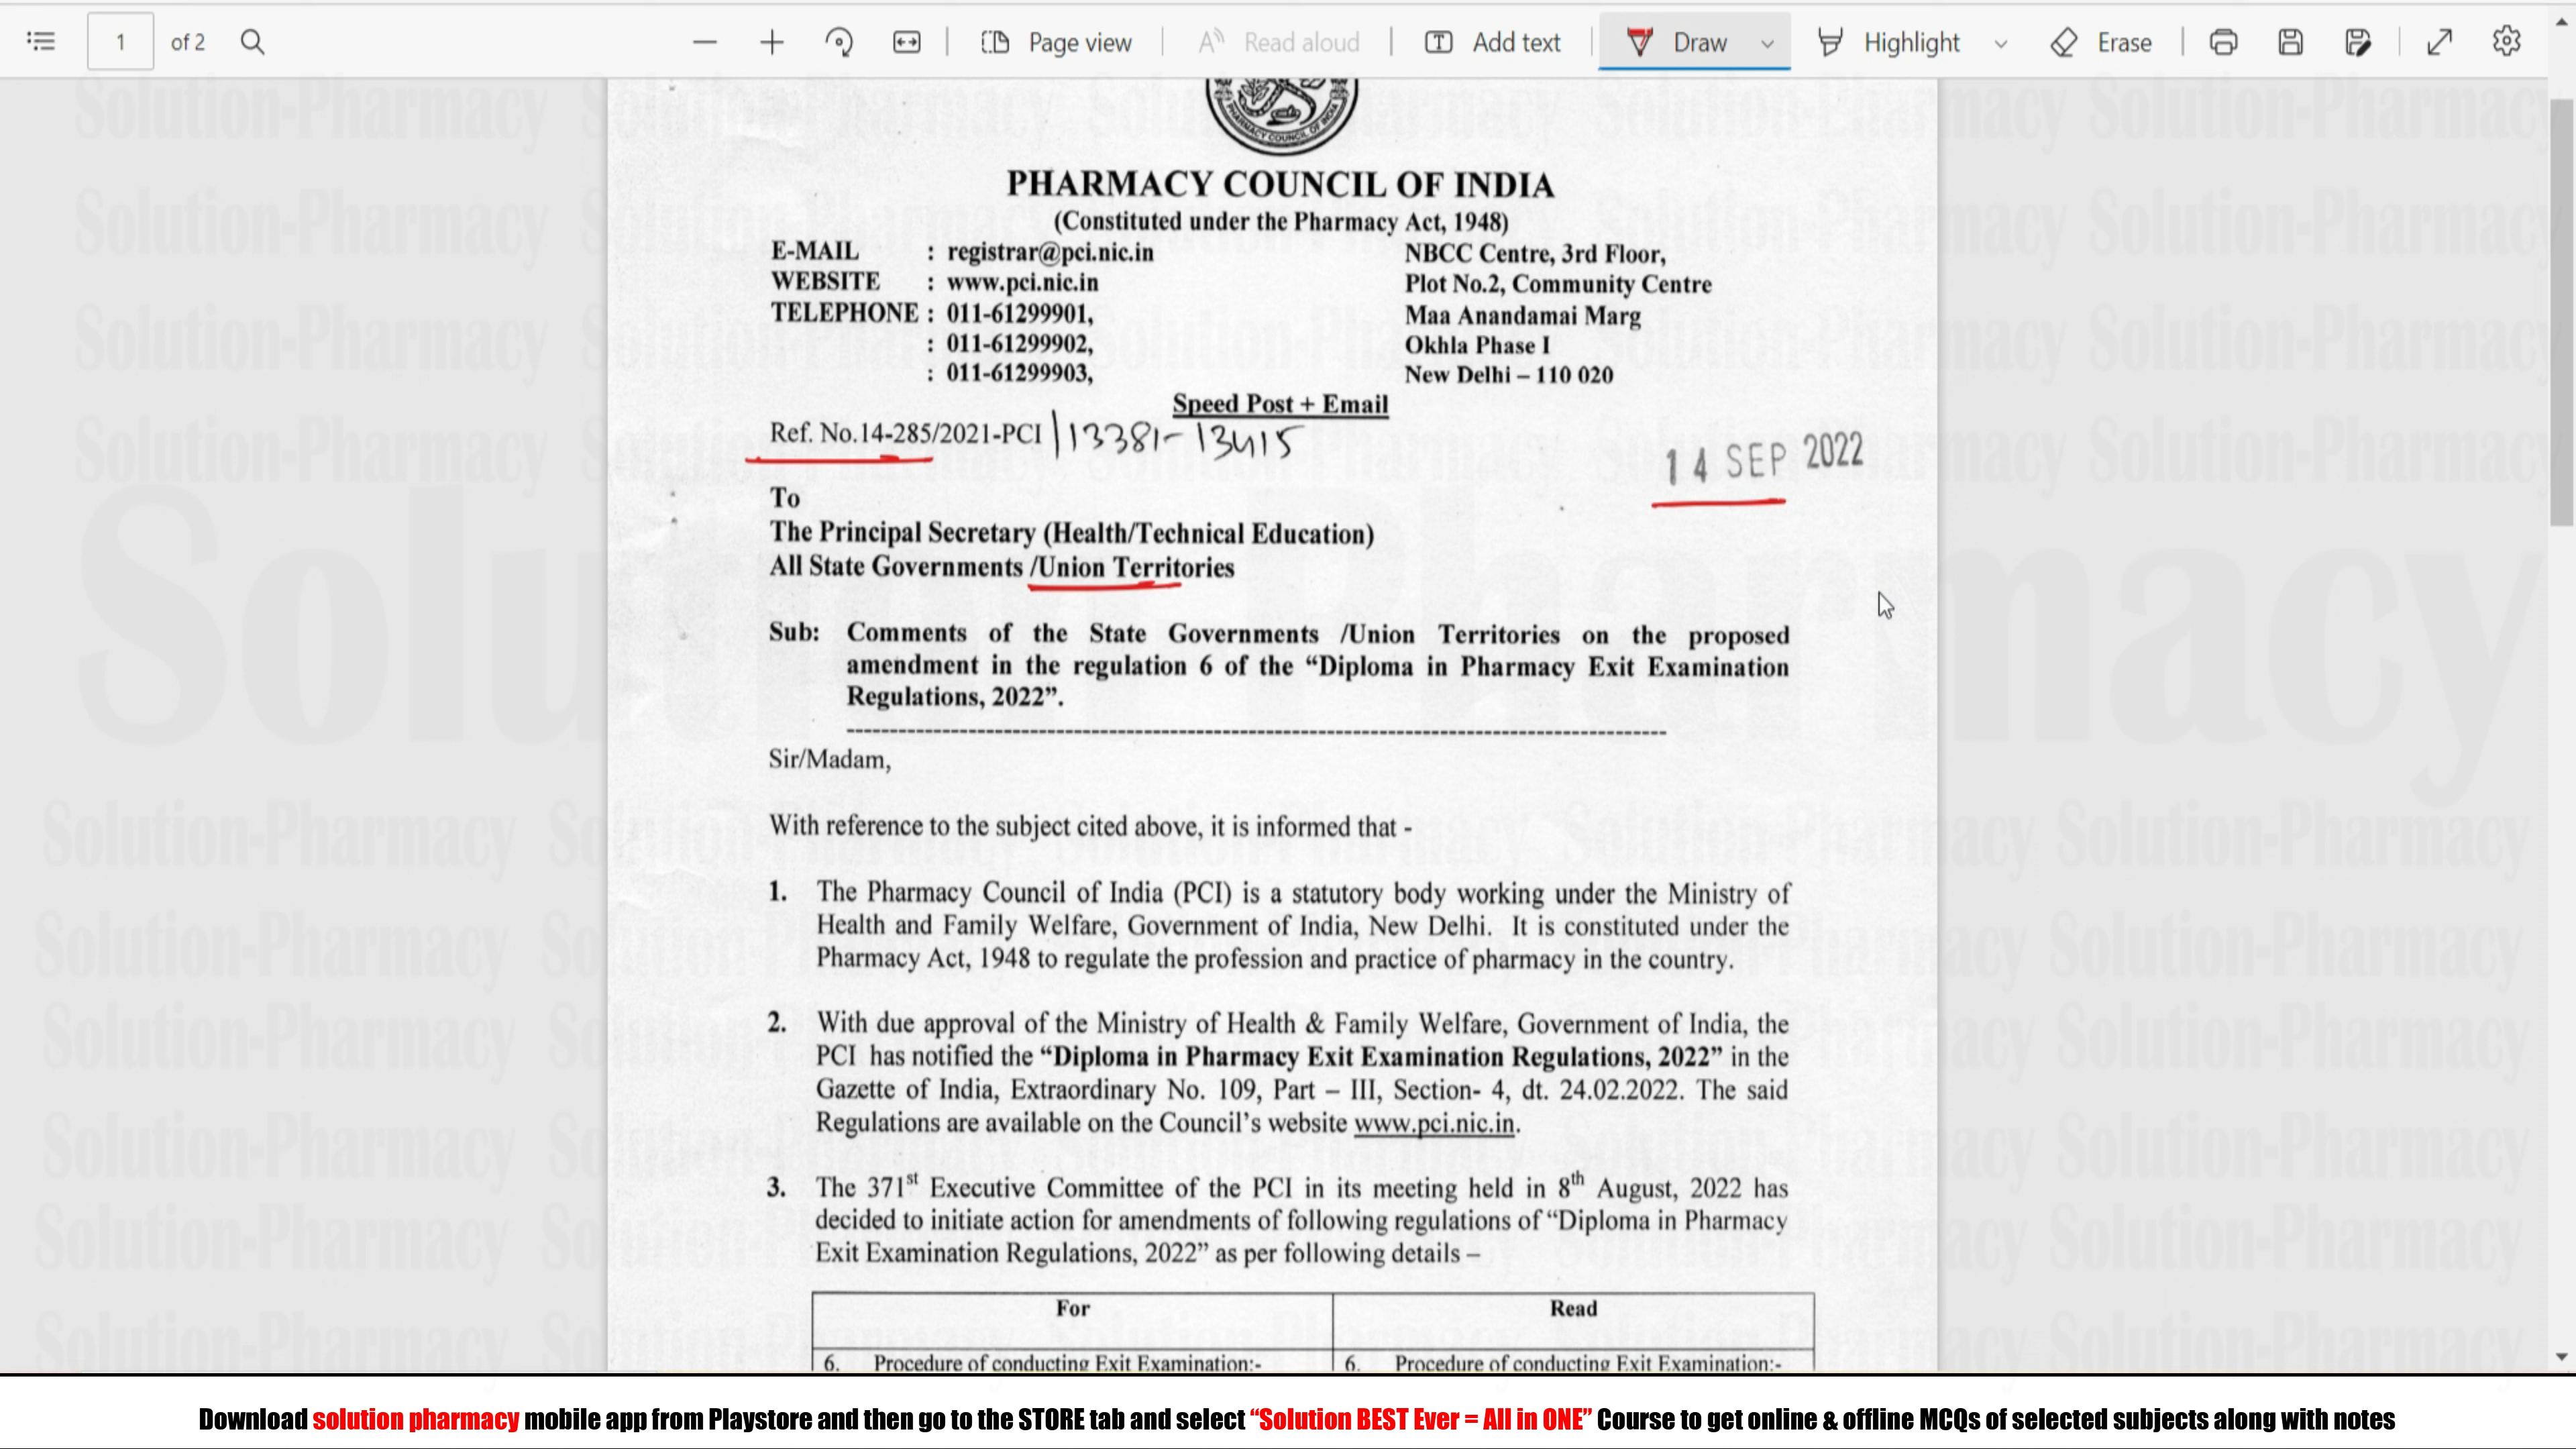 1 of 2 Page view Read aloud Add text Draw Highlight Erase
PHARMACY COUNCIL OF INDIA
PHARMACY COUNCIL OF INDIA
(Constituted under the Pharmacy Act, 1948)
E-MAIL : registrar@pci.nic.in
WEBSITE : www.pci.nic.in
TELEPHONE : 011-61299901,
: 011-61299902,
: 011-61299903,
NBCC Centre, 3rd Floor,
Plot No.2, Community Centre
Maa Anandamai Marg
Okhla Phase I
New Delhi – 110 020
Speed Post + Email
Ref. No.14-285/2021-PCI /13381-13415
14 SEP 2022
To
The Principal Secretary (Health/Technical Education)
All State Governments /Union Territories
Sub: Comments of the State Governments /Union Territories on the proposed
amendment in the regulation 6 of the “Diploma in Pharmacy Exit Examination
Regulations, 2022”.
Sir/Madam,
With reference to the subject cited above, it is informed that -
1. The Pharmacy Council of India (PCI) is a statutory body working under the Ministry of
Health and Family Welfare, Government of India, New Delhi. It is constituted under the
Pharmacy Act, 1948 to regulate the profession and practice of pharmacy in the country.
2. With due approval of the Ministry of Health & Family Welfare, Government of India, the
PCI has notified the “Diploma in Pharmacy Exit Examination Regulations, 2022” in the
Gazette of India, Extraordinary No. 109, Part – III, Section- 4, dt. 24.02.2022. The said
Regulations are available on the Council’s website www.pci.nic.in.
3. The 371st Executive Committee of the PCI in its meeting held in 8th August, 2022 has
decided to initiate action for amendments of following regulations of “Diploma in Pharmacy
Exit Examination Regulations, 2022” as per following details –
For Read
6. Procedure of conducting Exit Examination:- 6. Procedure of conducting Exit Examination:-
Solution-Pharmacy
Download solution pharmacy mobile app from Playstore and then go to the STORE tab and select “Solution BEST Ever = All in ONE” Course to get online & offline MCQs of selected subjects along with notes